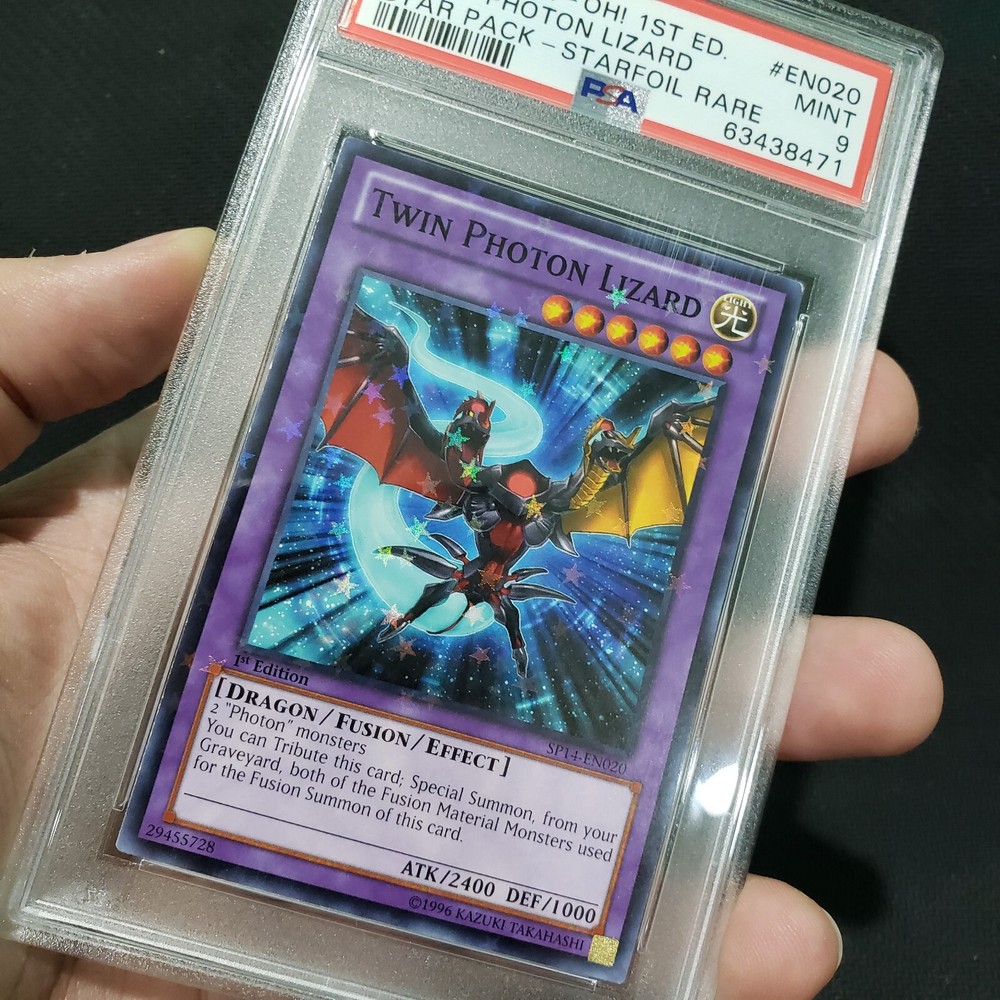 OH! 1ST ED.
PHOTON LIZARD
STAR PACK - STARFOIL RARE
#EN020
MINT
9
63438471
PSA
TWIN PHOTON LIZARD
LIGHT
光
1st Edition
SP14-EN020
[DRAGON/FUSION/EFFECT]
2 "Photon" monsters
You can Tribute this card; Special Summon, from your
Graveyard, both of the Fusion Material Monsters used
for the Fusion Summon of this card.
ATK/2400 DEF/1000
29455728
©1996 KAZUKI TAKAHASHI